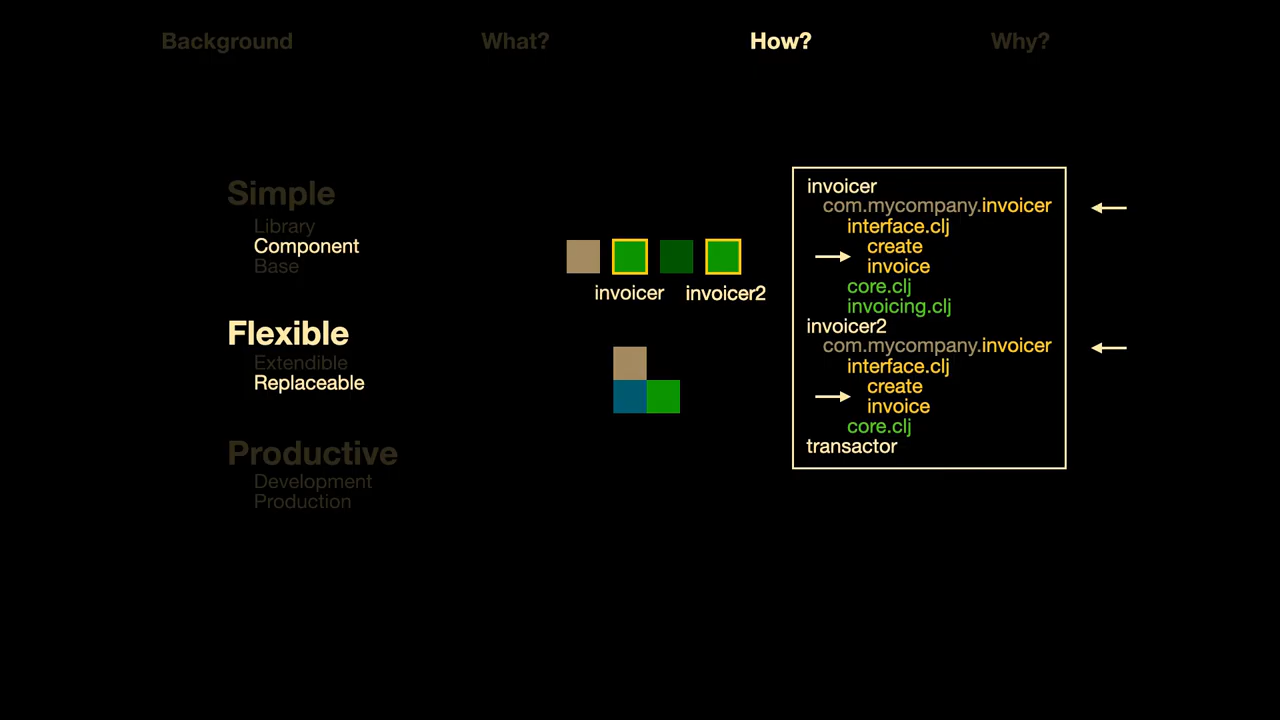 Background What? How? Why?
Simple
Library
Component
Base
Flexible
Extendible
Replaceable
Productive
Development
Production
invoicer invoicer2
invoicer
com.mycompany.invoicer
interface.clj
create
invoice
core.clj
invoicing.clj
invoicer2
com.mycompany.invoicer
interface.clj
create
invoice
core.clj
transactor